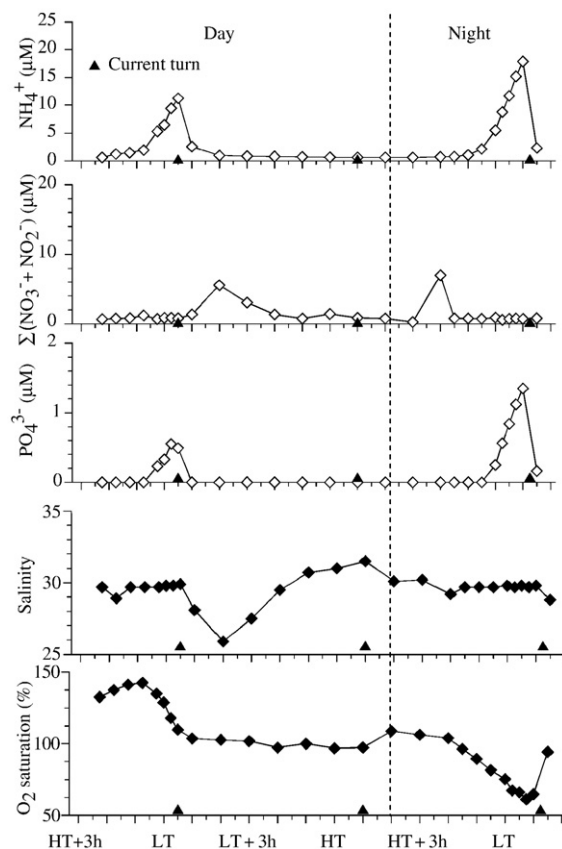 Day Night
▲ Current turn
NH₄⁺ (μM)
25
20
15
10
5
0
Σ(NO₃⁻ + NO₂⁻) (μM)
20
10
0
PO₄³⁻ (μM)
2
1
0
Salinity
35
30
25
O₂ saturation (%)
150
100
50
HT+3h LT LT+3h HT HT+3h LT